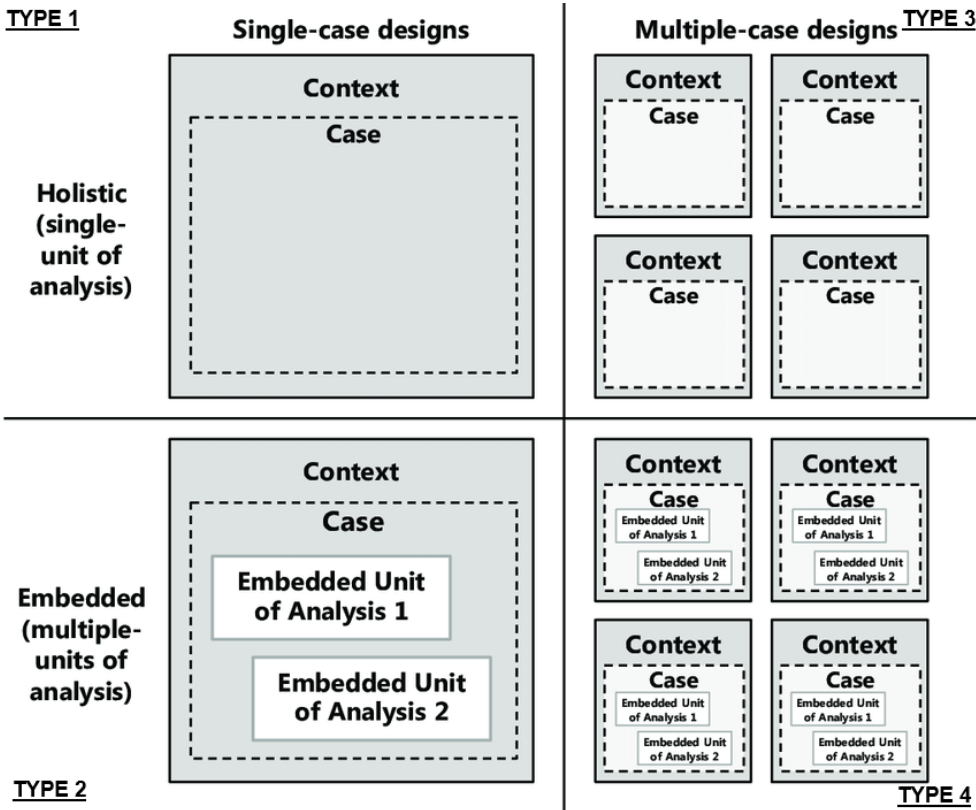 TYPE 1
Single-case designs
Multiple-case designs
TYPE 3
Holistic
(single-
unit of
analysis)
Context
Case
Context
Case
Context
Case
Context
Case
Context
Case
Embedded
(multiple-
units of
analysis)
Context
Case
Embedded Unit
of Analysis 1
Embedded Unit
of Analysis 2
Context
Case
Embedded Unit
of Analysis 1
Embedded Unit
of Analysis 2
Context
Case
Embedded Unit
of Analysis 1
Embedded Unit
of Analysis 2
Context
Case
Embedded Unit
of Analysis 1
Embedded Unit
of Analysis 2
Context
Case
Embedded Unit
of Analysis 1
Embedded Unit
of Analysis 2
TYPE 2
TYPE 4